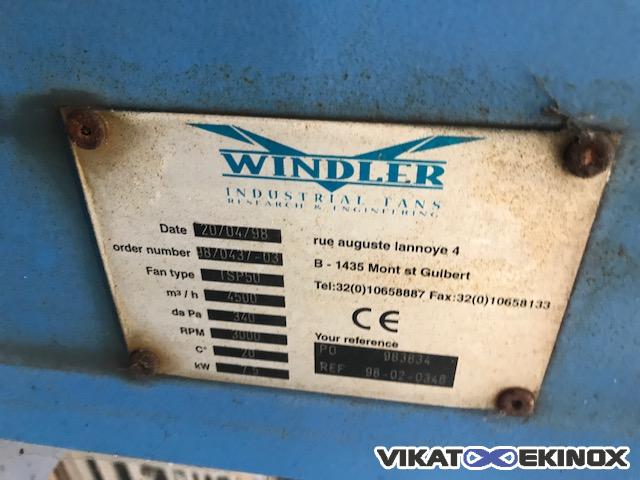 WINDLER
INDUSTRIAL FANS
RESEARCH & ENGINEERING
Date 20/04/98
order number 98/0437-03
Fan type TSP50
m³/h 4500
da Pa 340
RPM 3000
C° 20
kW 7.5
rue auguste lannoye 4
B - 1435 Mont st Guibert
Tel:32(0)10658887 Fax:32(0)10658133
CE
Your reference
PO 983834
REF 98-02-0348
VIKAT EKINOX